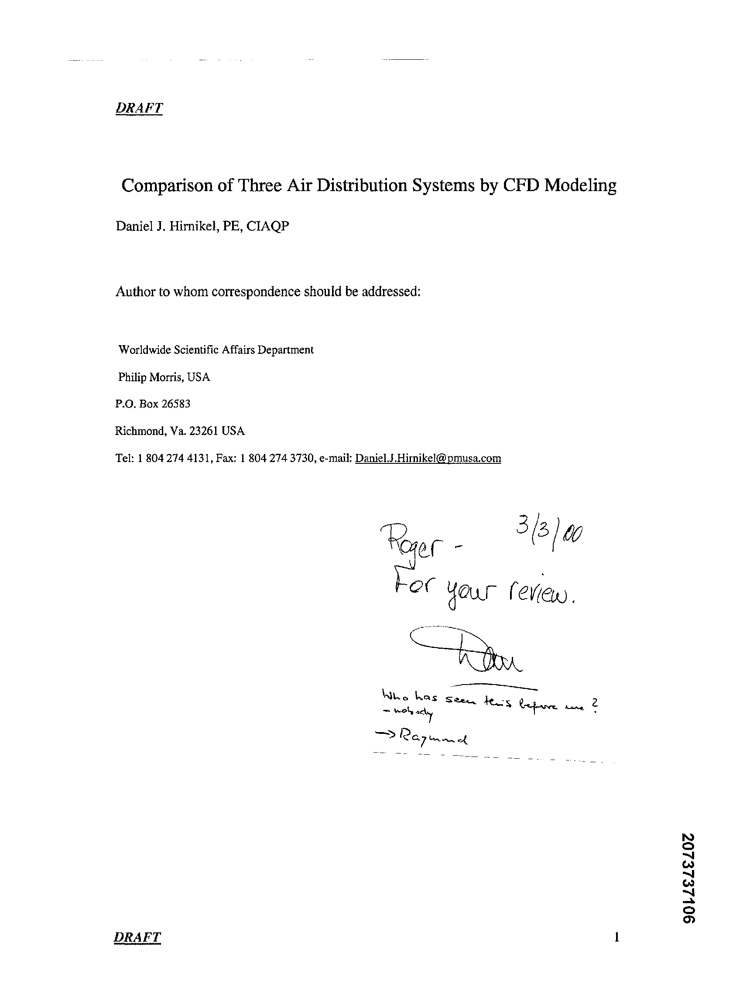 DRAFT
Comparison of Three Air Distribution Systems by CFD Modeling
Daniel J. Hirnikel, PE, CIAQP
Author to whom correspondence should be addressed:
Worldwide Scientific Affairs Department
Philip Morris, USA
P.O. Box 26583
Richmond, Va. 23261 USA
Tel: 1 804 274 4131, Fax: 1 804 274 3730, e-mail: Daniel.J.Hirnikel@pmusa.com
Roger - 3/3/00
For your review.
Dan
Who has seen this before me?
- nobody
→ Raymond
2073737106
DRAFT 1